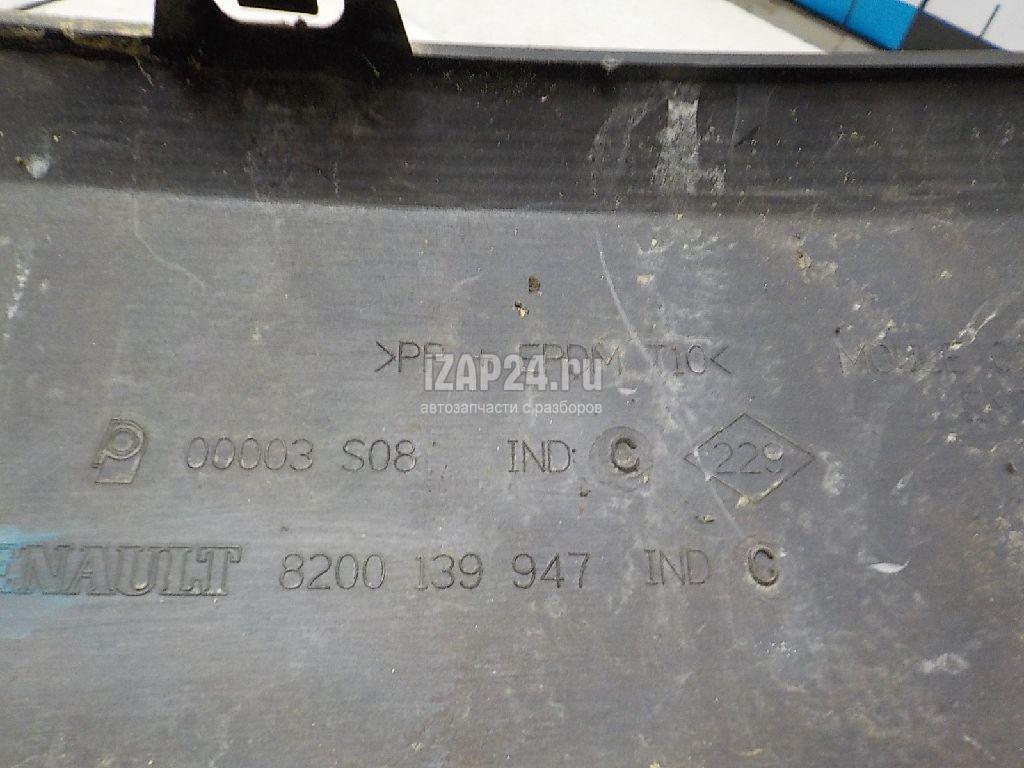 >PP - EPDM T10<
IZAP24.ru
автозапчасти с разборов
00003 S08 IND C 229
RENAULT 8200 139 947 IND C